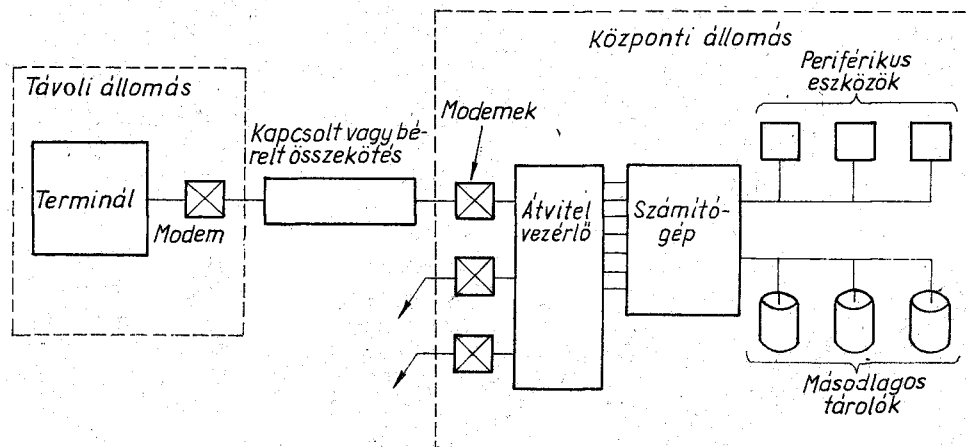 Központi állomás
Távoli állomás
Periférikus
eszközök
Modemek
Kapcsolt vagy bé-
relt összekötés
Terminál
Modem
Átvitel
vezérlő
Számító-
gép
Másodlagos
tárolók